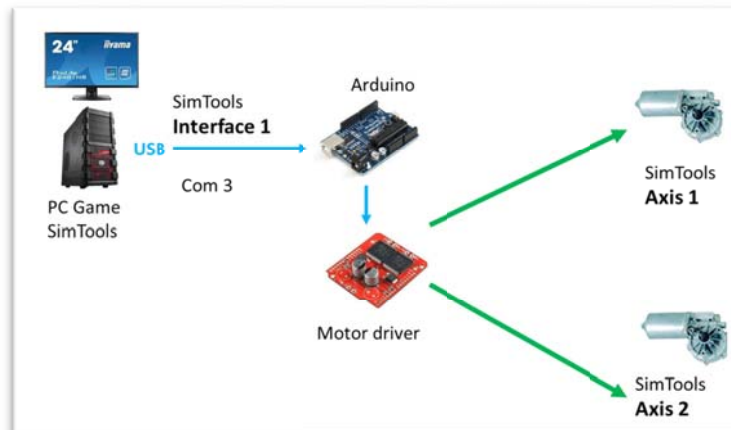 24"
iiyama
SimTools
Interface 1
Arduino
USB
Com 3
PC Game
SimTools
SimTools
Axis 1
Motor driver
SimTools
Axis 2